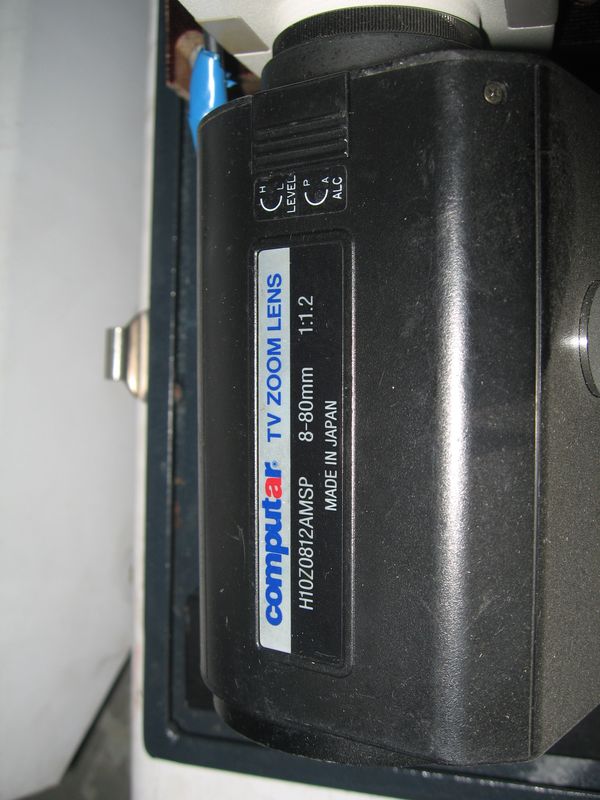 computar TV ZOOM LENS
H10Z0812AMSP 8-80mm 1:1.2
MADE IN JAPAN
H L
LEVEL
P A
ALC